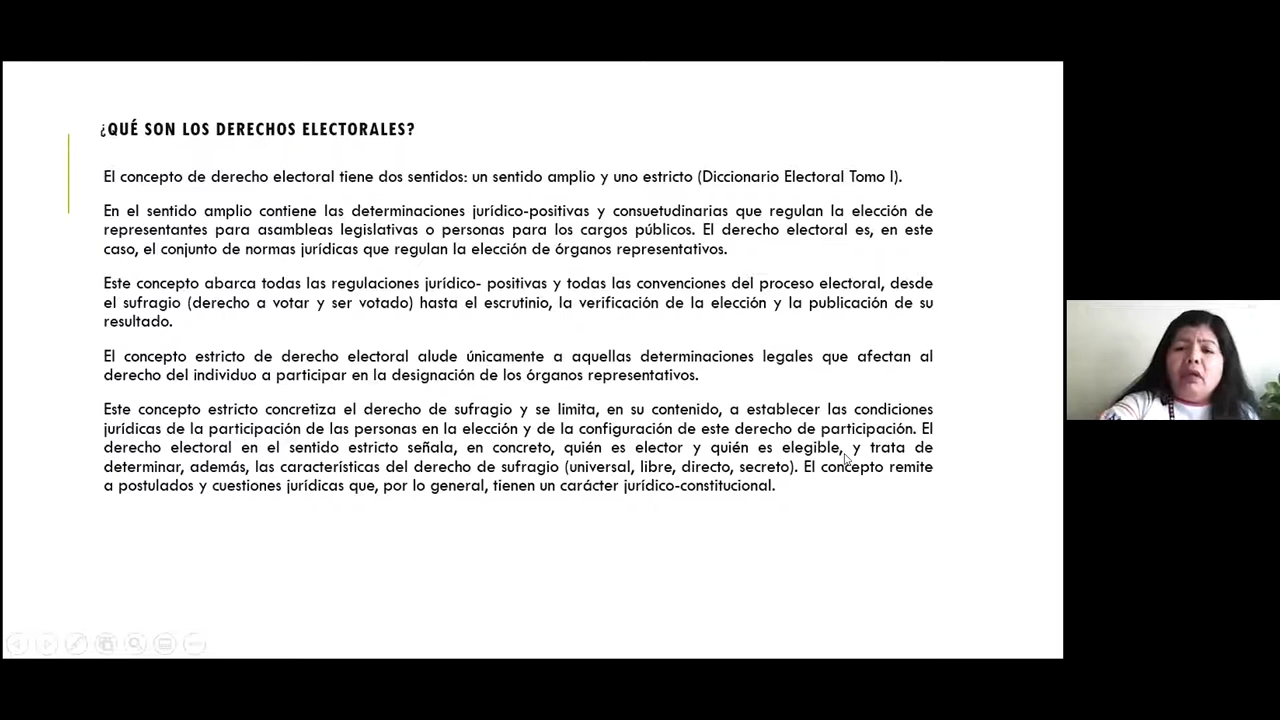 ¿QUÉ SON LOS DERECHOS ELECTORALES?
El concepto de derecho electoral tiene dos sentidos: un sentido amplio y uno estricto (Diccionario Electoral Tomo I).
En el sentido amplio contiene las determinaciones jurídico-positivas y consuetudinarias que regulan la elección de
representantes para asambleas legislativas o personas para los cargos públicos. El derecho electoral es, en este
caso, el conjunto de normas jurídicas que regulan la elección de órganos representativos.
Este concepto abarca todas las regulaciones jurídico- positivas y todas las convenciones del proceso electoral, desde
el sufragio (derecho a votar y ser votado) hasta el escrutinio, la verificación de la elección y la publicación de su
resultado.
El concepto estricto de derecho electoral alude únicamente a aquellas determinaciones legales que afectan al
derecho del individuo a participar en la designación de los órganos representativos.
Este concepto estricto concretiza el derecho de sufragio y se limita, en su contenido, a establecer las condiciones
jurídicas de la participación de las personas en la elección y de la configuración de este derecho de participación. El
derecho electoral en el sentido estricto señala, en concreto, quién es elector y quién es elegible, y trata de
determinar, además, las características del derecho de sufragio (universal, libre, directo, secreto). El concepto remite
a postulados y cuestiones jurídicas que, por lo general, tienen un carácter jurídico-constitucional.